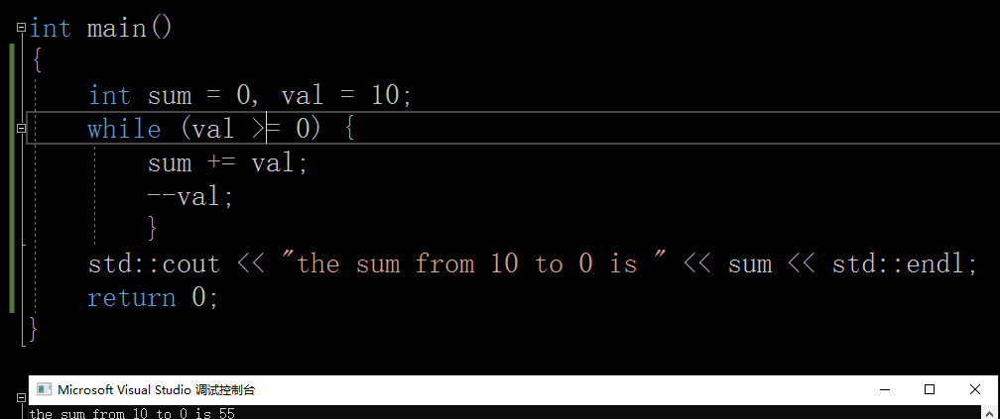 int main()
{
int sum = 0, val = 10;
while (val >= 0) {
sum += val;
--val;
}
std::cout << "the sum from 10 to 0 is " << sum << std::endl;
return 0;
}
Microsoft Visual Studio 调试控制台
the sum from 10 to 0 is 55